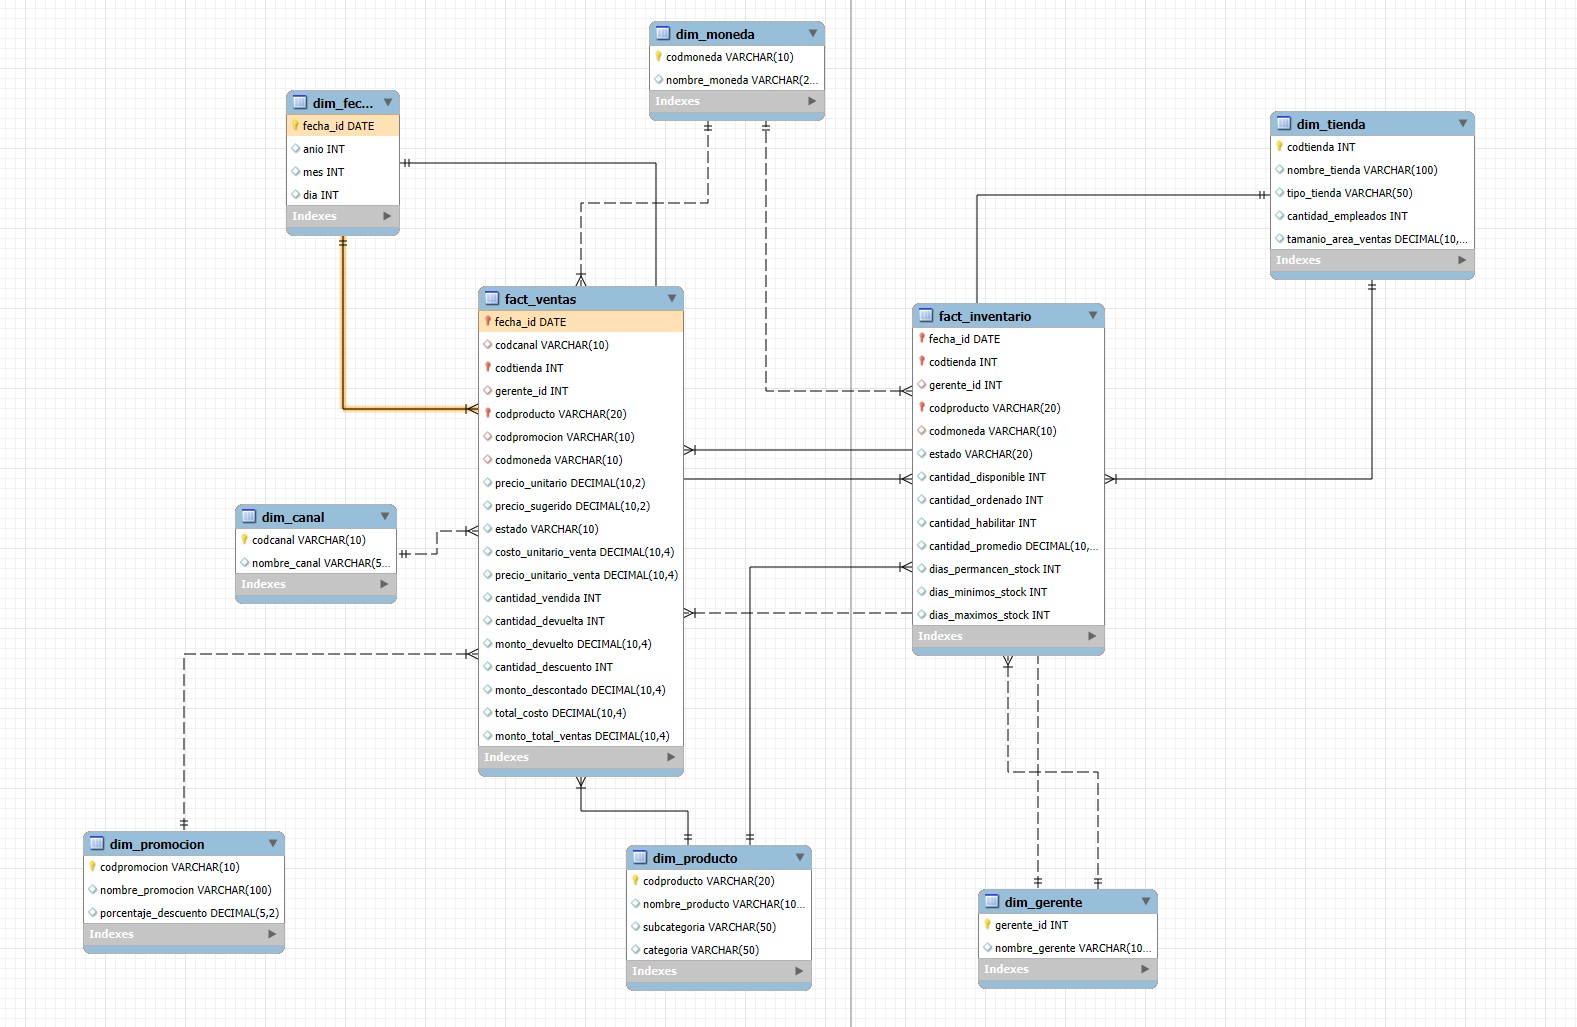 dim_moneda
codmoneda VARCHAR(10)
nombre_moneda VARCHAR(2...
Indexes
dim_fec...
fecha_id DATE
anio INT
mes INT
dia INT
Indexes
dim_tienda
codtienda INT
nombre_tienda VARCHAR(100)
tipo_tienda VARCHAR(50)
cantidad_empleados INT
tamanio_area_ventas DECIMAL(10,...
Indexes
fact_ventas
fecha_id DATE
codcanal VARCHAR(10)
codtienda INT
gerente_id INT
codproducto VARCHAR(20)
codpromocion VARCHAR(10)
codmoneda VARCHAR(10)
precio_unitario DECIMAL(10,2)
precio_sugerido DECIMAL(10,2)
estado VARCHAR(10)
costo_unitario_venta DECIMAL(10,4)
precio_unitario_venta DECIMAL(10,4)
cantidad_vendida INT
cantidad_devuelta INT
monto_devuelto DECIMAL(10,4)
cantidad_descuento INT
monto_descontado DECIMAL(10,4)
total_costo DECIMAL(10,4)
monto_total_ventas DECIMAL(10,4)
Indexes
fact_inventario
fecha_id DATE
codtienda INT
gerente_id INT
codproducto VARCHAR(20)
codmoneda VARCHAR(10)
estado VARCHAR(20)
cantidad_disponible INT
cantidad_ordenado INT
cantidad_habilitar INT
cantidad_promedio DECIMAL(10,...
dias_permancen_stock INT
dias_minimos_stock INT
dias_maximos_stock INT
Indexes
dim_canal
codcanal VARCHAR(10)
nombre_canal VARCHAR(5...
Indexes
dim_promocion
codpromocion VARCHAR(10)
nombre_promocion VARCHAR(100)
porcentaje_descuento DECIMAL(5,2)
Indexes
dim_producto
codproducto VARCHAR(20)
nombre_producto VARCHAR(10...
subcategoria VARCHAR(50)
categoria VARCHAR(50)
Indexes
dim_gerente
gerente_id INT
nombre_gerente VARCHAR(10...
Indexes